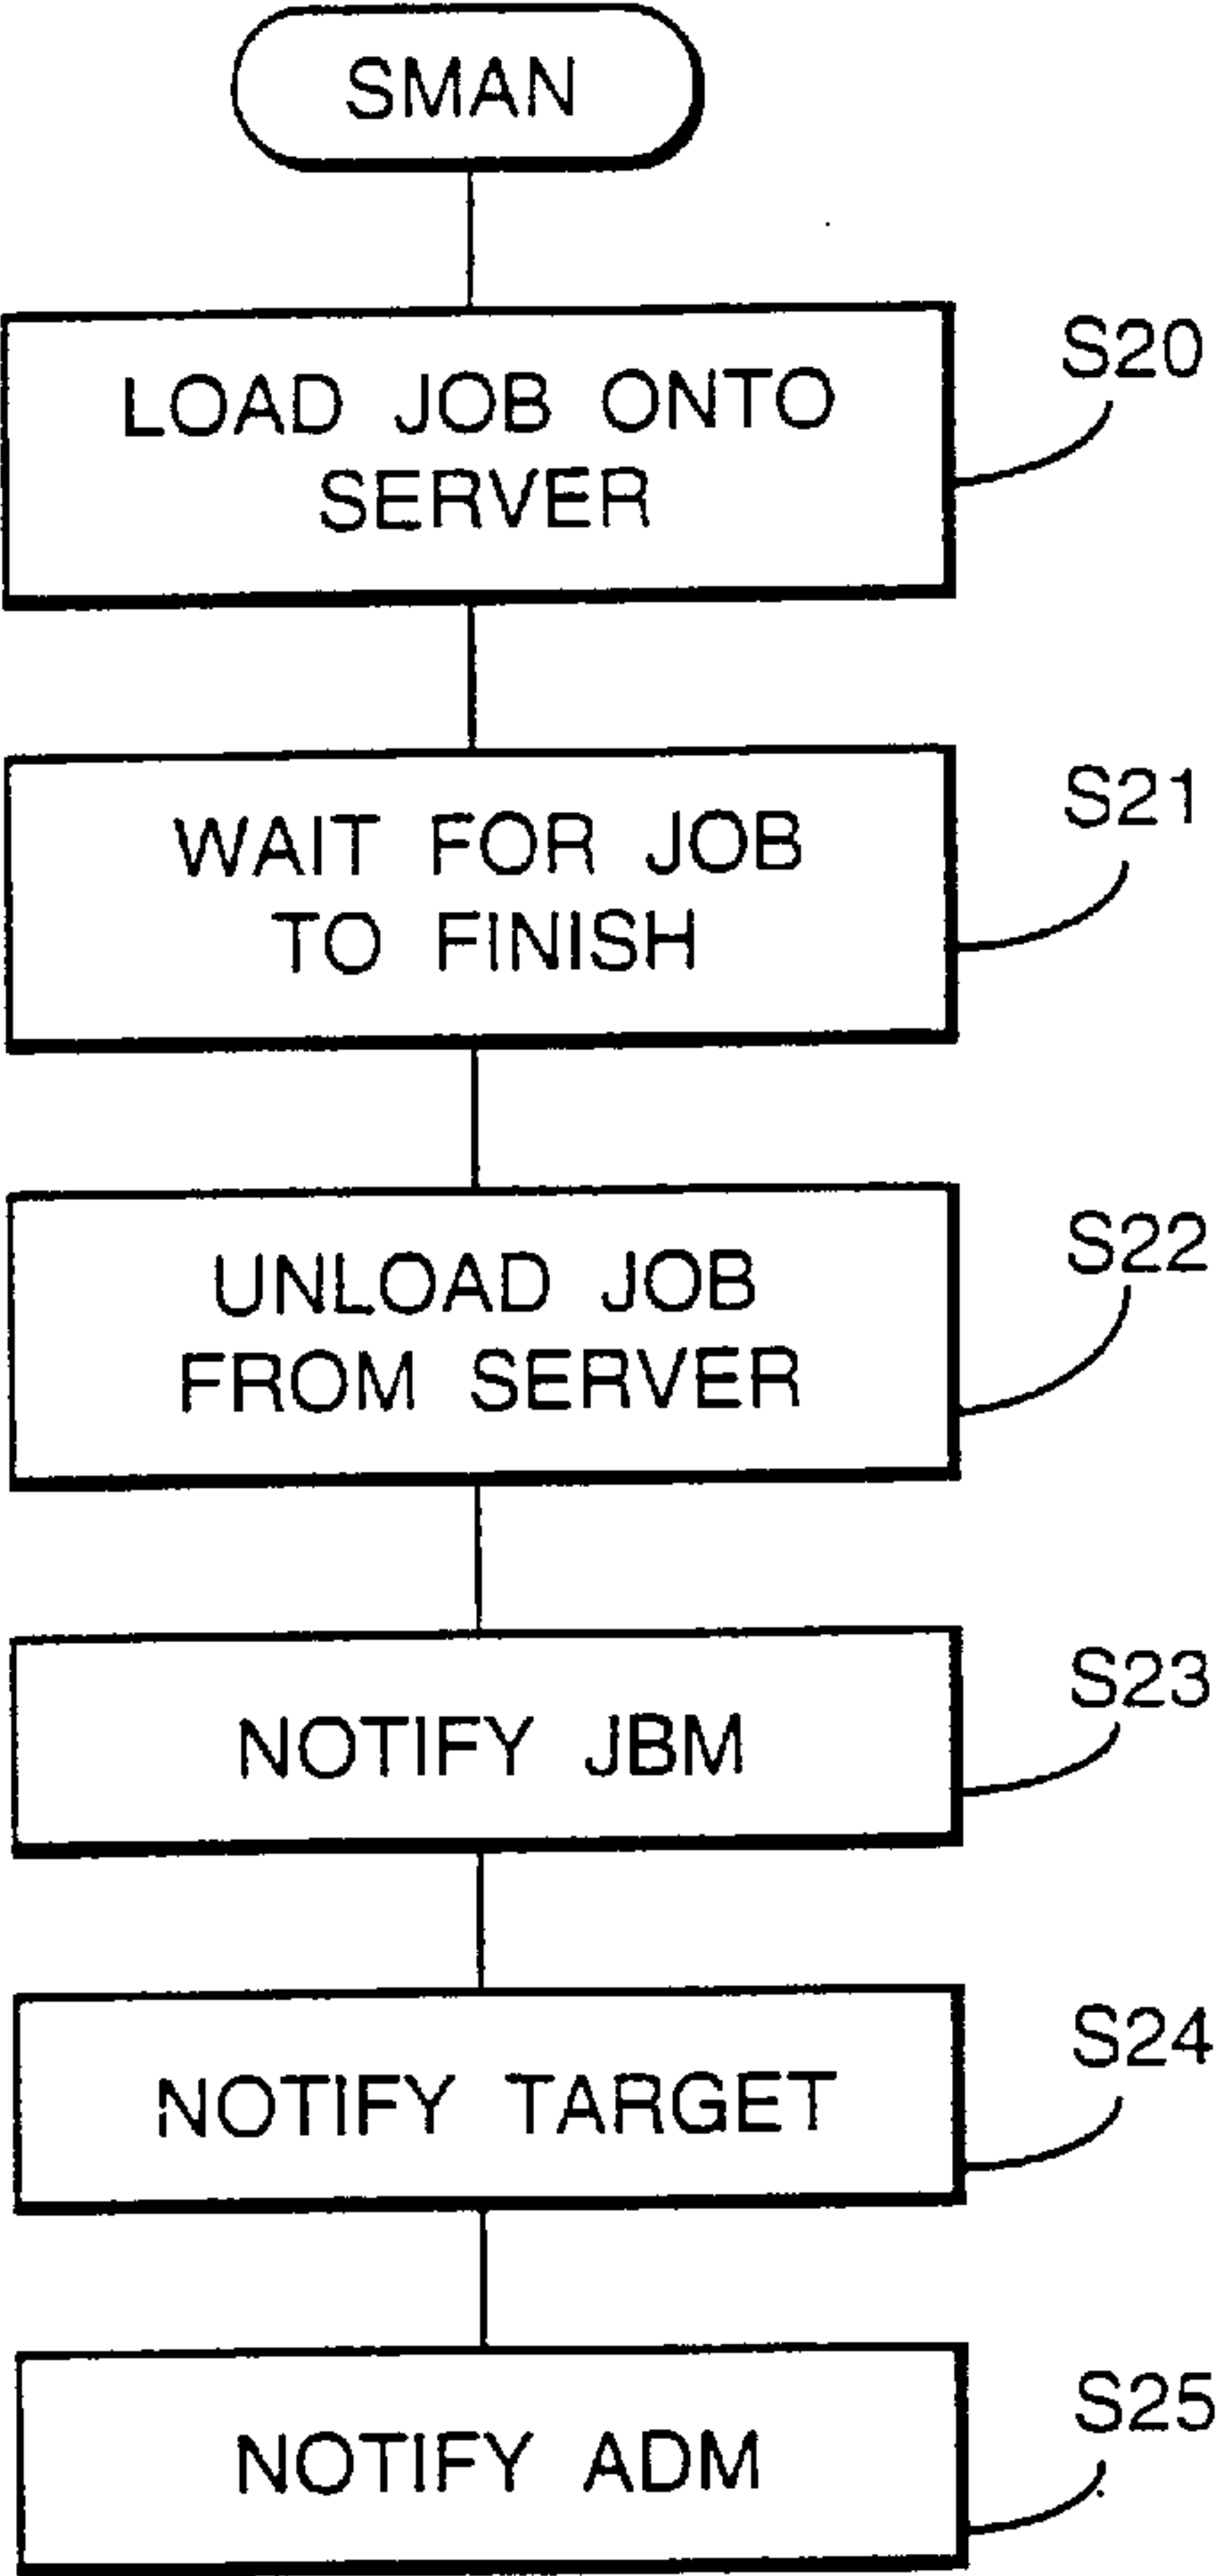 SMAN
S20
LOAD JOB ONTO
SERVER
S21
WAIT FOR JOB
TO FINISH
S22
UNLOAD JOB
FROM SERVER
S23
NOTIFY JBM
S24
NOTIFY TARGET
S25
NOTIFY ADM